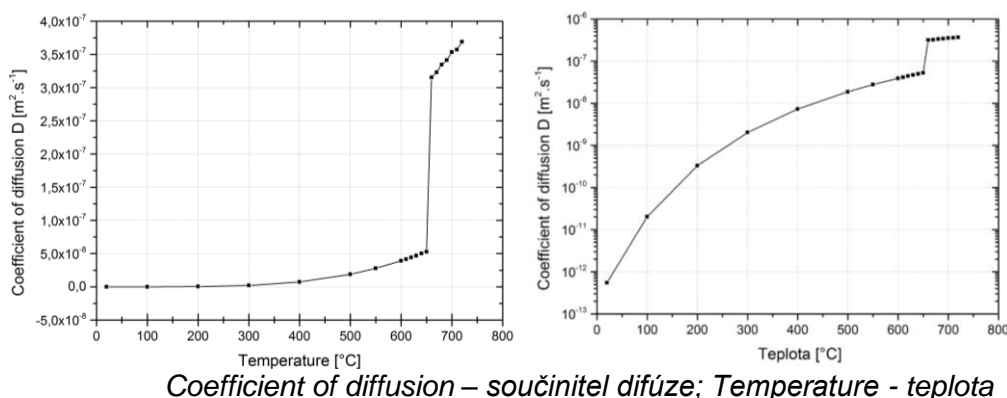 4,0x10⁻⁷
3,5x10⁻⁷
3,0x10⁻⁷
2,5x10⁻⁷
2,0x10⁻⁷
1,5x10⁻⁷
1,0x10⁻⁷
5,0x10⁻⁸
0,0
-5,0x10⁻⁸
Coefficient of diffusion D [m².s⁻¹]
0 100 200 300 400 500 600 700 800
Temperature [°C]
10⁻⁶
10⁻⁷
10⁻⁸
10⁻⁹
10⁻¹⁰
10⁻¹¹
10⁻¹²
10⁻¹³
Coefficient of diffusion D [m².s⁻¹]
0 100 200 300 400 500 600 700 800
Teplota [°C]
Coefficient of diffusion – součinitel difúze; Temperature - teplota